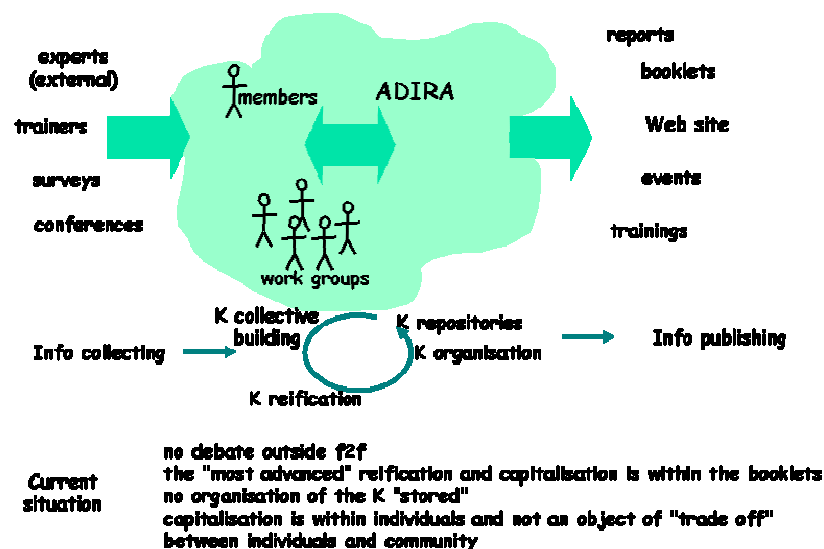 experts
(external)
trainers
surveys
conferences
members
ADIRA
work groups
reports
booklets
Web site
events
trainings
Info collecting
K collective
building
K repositories
K organisation
K reification
Info publishing
Current
situation
no debate outside f2f
the "most advanced" reification and capitalisation is within the booklets
no organisation of the K "stored"
capitalisation is within individuals and not an object of "trade off"
between individuals and community